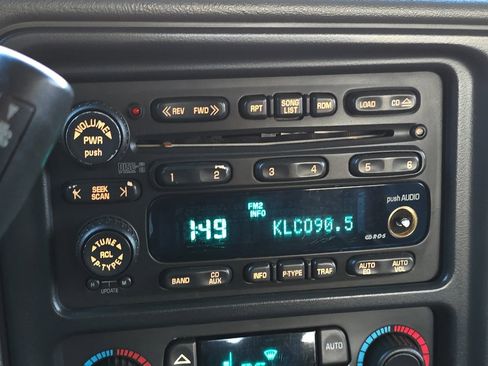 REV FWD RPT SONG LIST RDM LOAD CD
VOLUME
PWR
push
1 2 3 4 5 6
SEEK
SCAN
FM2
INFO
1:49 KLCO90.5
push AUDIO
R·D·S
TUNE
RCL
P-TYPE
H M
UPDATE
BAND CD AUX INFO P-TYPE TRAF AUTO EQ AUTO VOL
AUTO